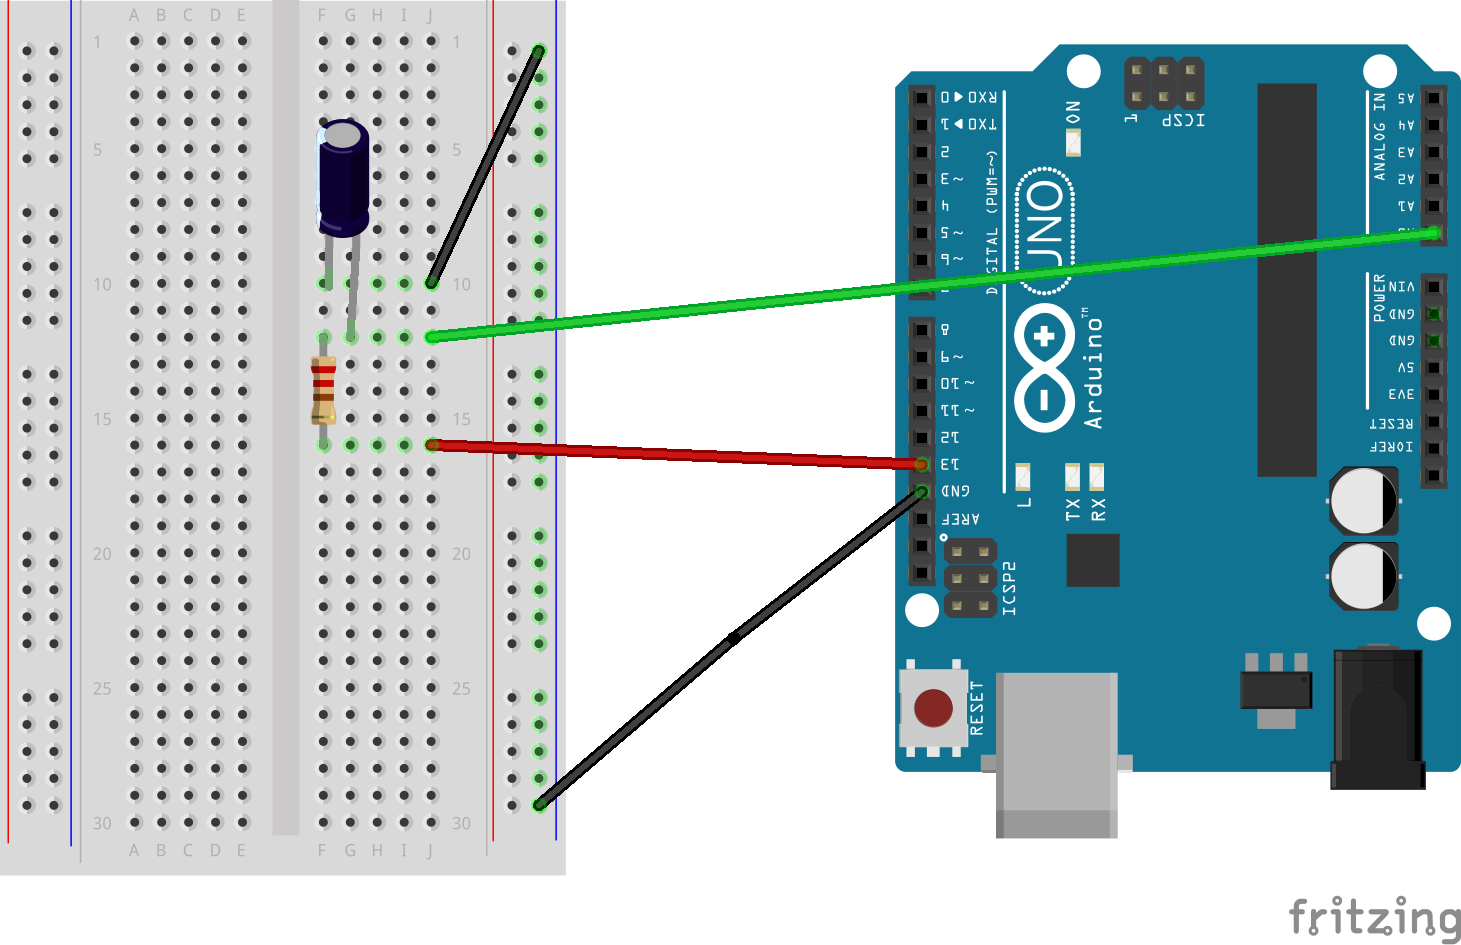 A B C D E F G H I J
1 1
5 5
10 10
15 15
20 20
25 25
30 30
A B C D E F G H I J
RX0 ◀ 0
TX0 ▶ 1
2
~ 3
4
~ 5
~ 6
8
~ 9
~ 10
~ 11
12
13
GND
AREF
DIGITAL (PWM=~)
ON
1 ICSP
UNO
Arduino™
L
TX
RX
ICSP2
RESET
ANALOG IN
A5
A4
A3
A2
A1
POWER
VIN
GND
GND
5V
3V3
RESET
IOREF
fritzing